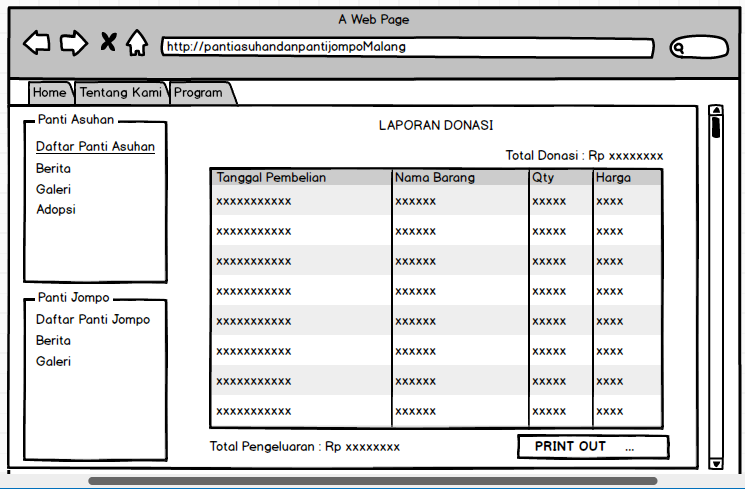 A Web Page
http://pantiasuhandanpantijompoMalang
Home Tentang Kami Program
Panti Asuhan
Daftar Panti Asuhan
Berita
Galeri
Adopsi
Panti Jompo
Daftar Panti Jompo
Berita
Galeri
LAPORAN DONASI
Total Donasi : Rp xxxxxxxx
Tanggal Pembelian Nama Barang Qty Harga
xxxxxxxxxxx xxxxxx xxxxx xxxx
xxxxxxxxxxx xxxxxx xxxxx xxxx
xxxxxxxxxxx xxxxxx xxxxx xxxx
xxxxxxxxxxx xxxxxx xxxxx xxxx
xxxxxxxxxxx xxxxxx xxxxx xxxx
xxxxxxxxxxx xxxxxx xxxxx xxxx
xxxxxxxxxxx xxxxxx xxxxx xxxx
xxxxxxxxxxx xxxxxx xxxxx xxxx
Total Pengeluaran : Rp xxxxxxxx
PRINT OUT ...